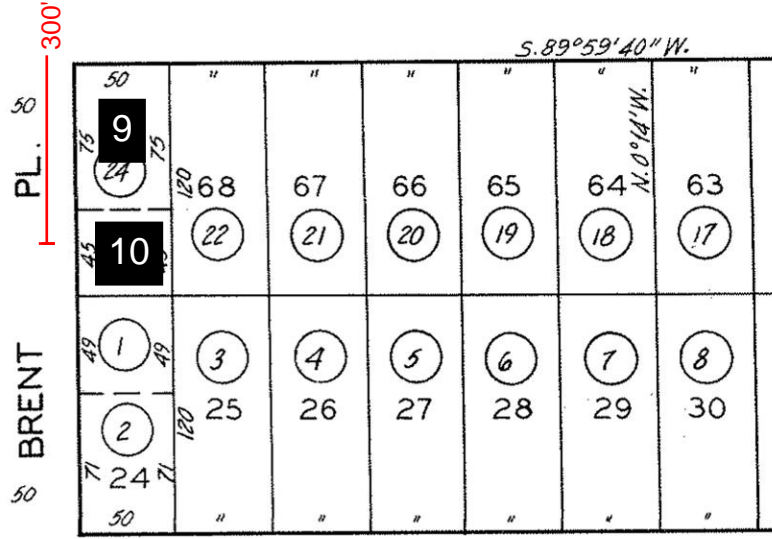 300'
S.89°59'40"W.
50 " " " " " "
50
9
75 75
24
N.0°14'W.
PL.
120 68 67 66 65 64 63
22 21 20 19 18 17
45 10
1
49 49
3 4 5 6 7 8
BRENT
25 26 27 28 29 30
120
2
71 24 71
50
50 " " " " " "